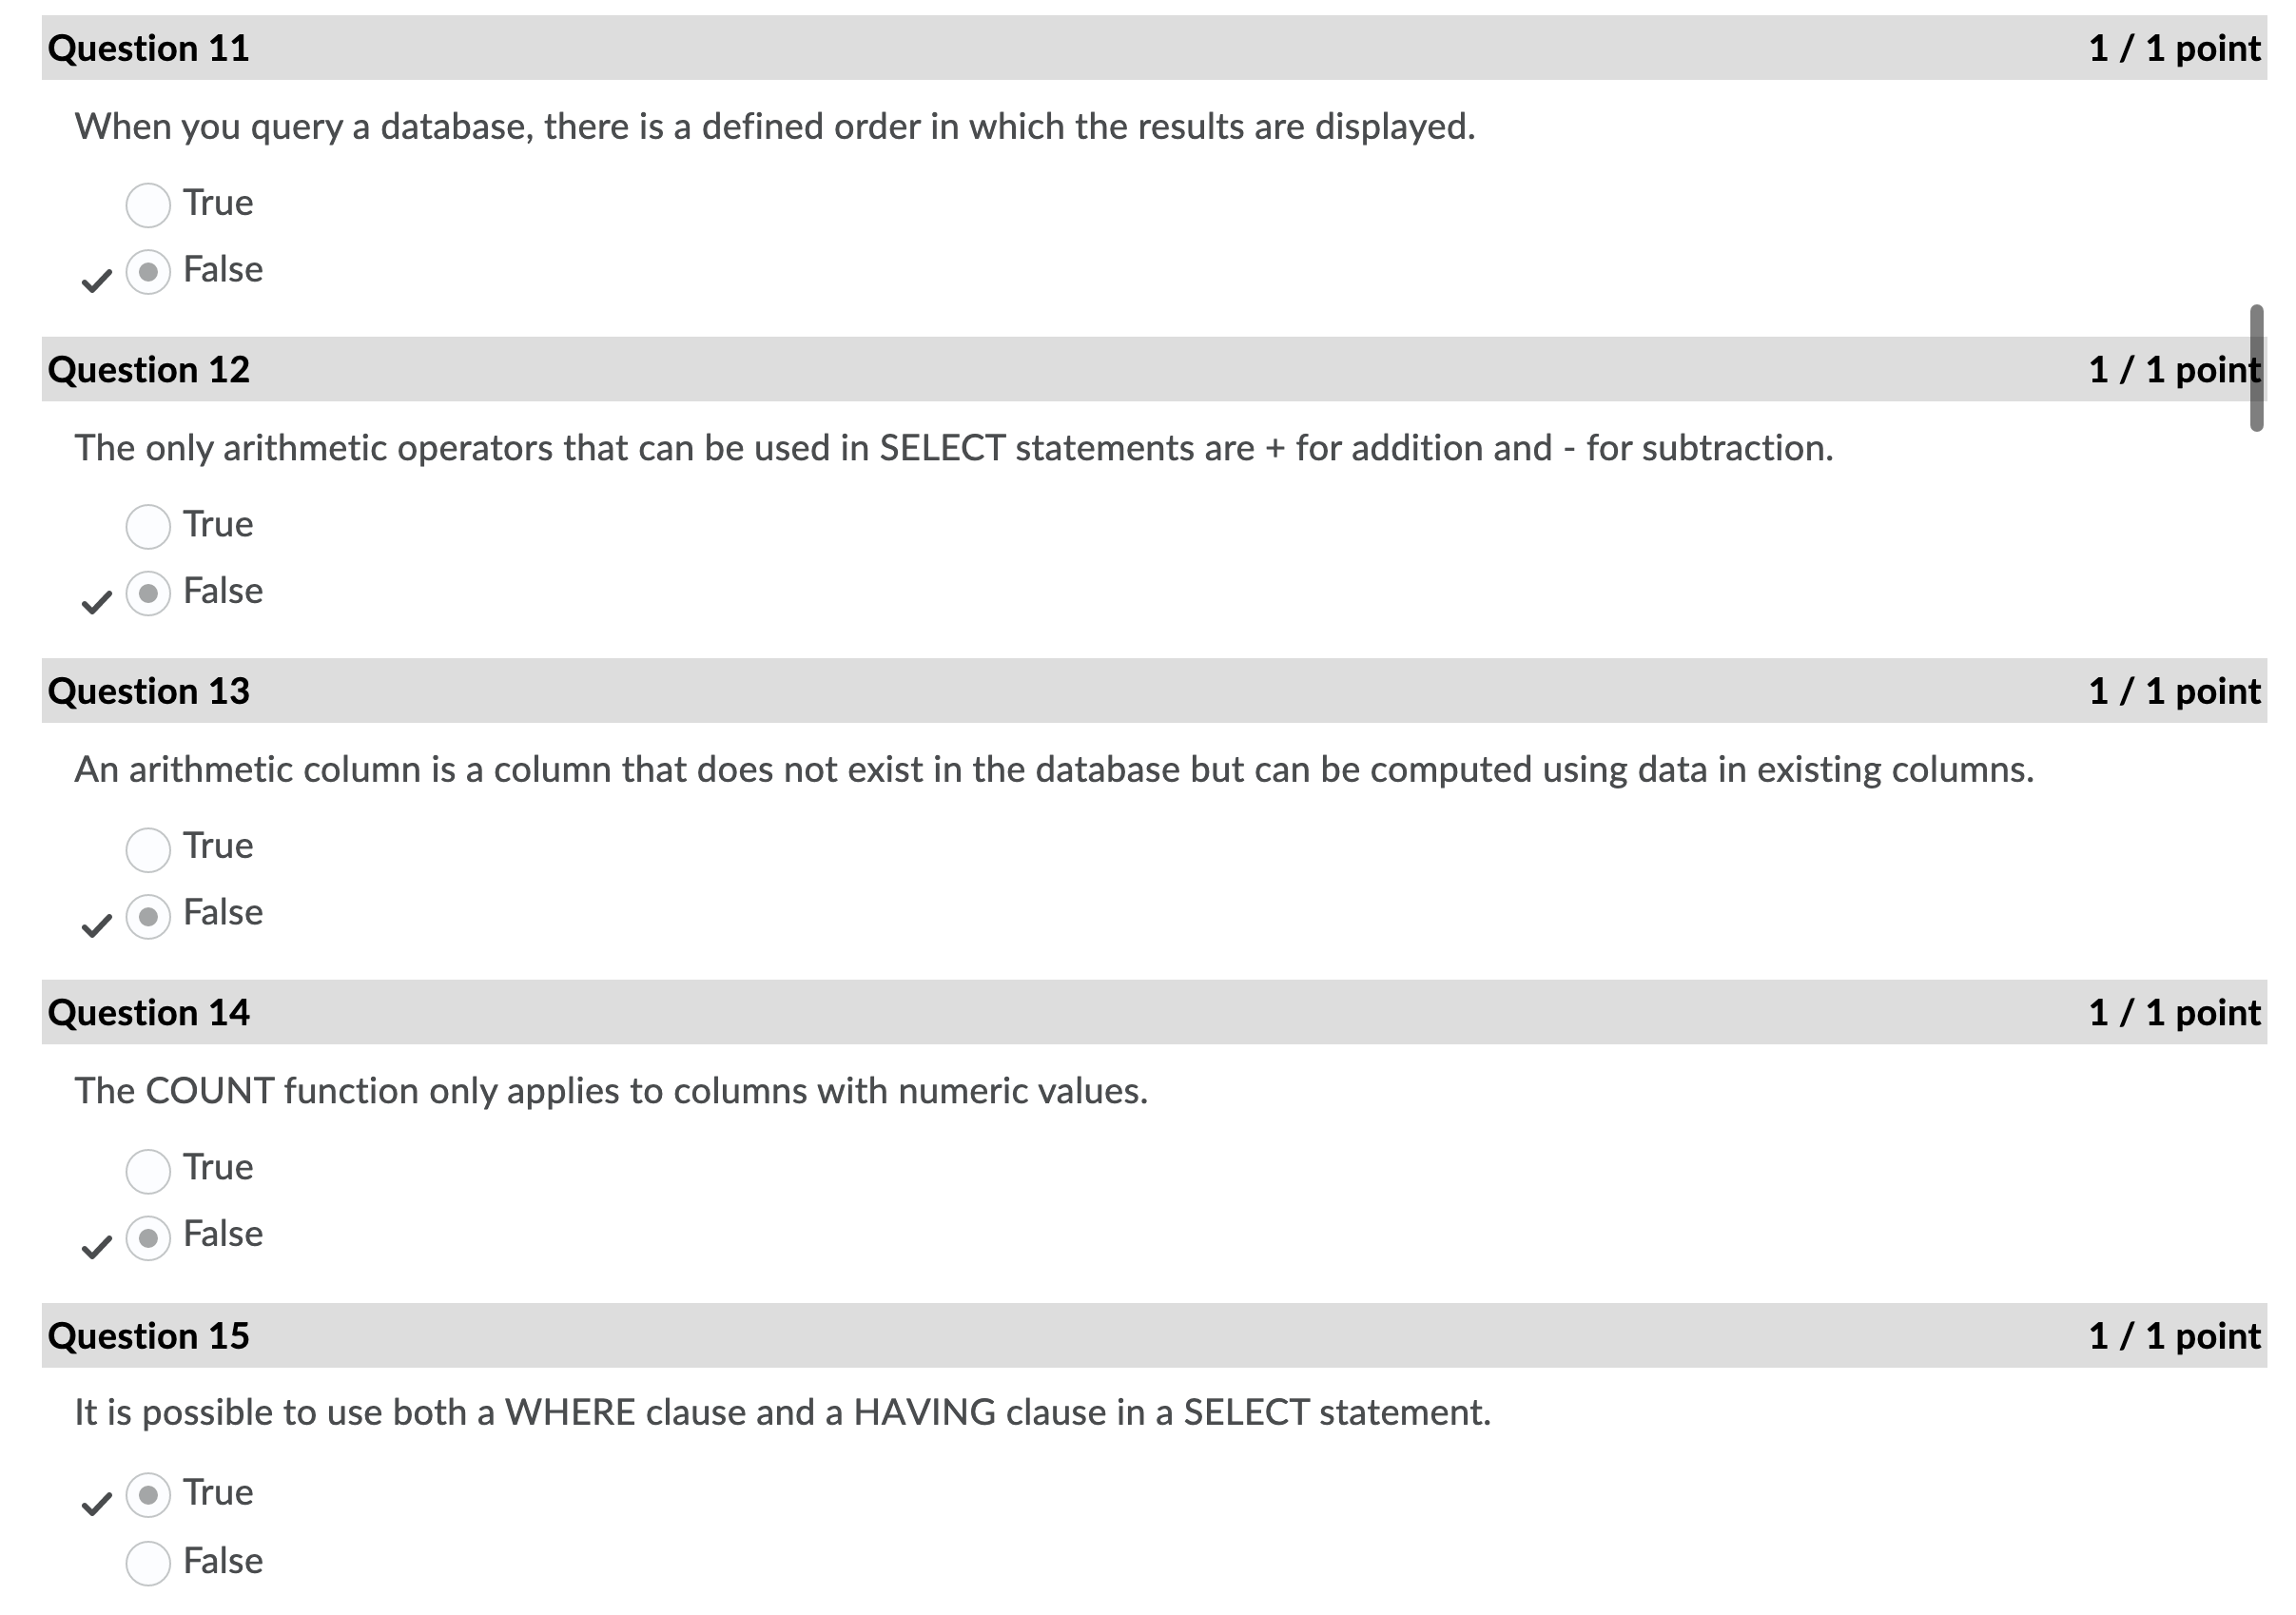 Question 11 1 / 1 point
When you query a database, there is a defined order in which the results are displayed.
True
False
Question 12 1 / 1 point
The only arithmetic operators that can be used in SELECT statements are + for addition and - for subtraction.
True
False
Question 13 1 / 1 point
An arithmetic column is a column that does not exist in the database but can be computed using data in existing columns.
True
False
Question 14 1 / 1 point
The COUNT function only applies to columns with numeric values.
True
False
Question 15 1 / 1 point
It is possible to use both a WHERE clause and a HAVING clause in a SELECT statement.
True
False